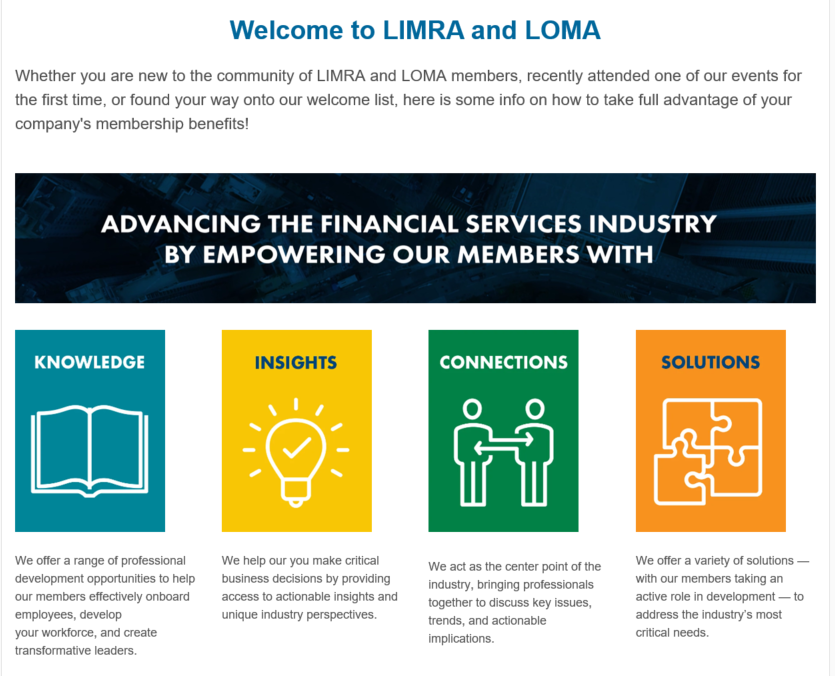 Welcome to LIMRA and LOMA
Whether you are new to the community of LIMRA and LOMA members, recently attended one of our events for
the first time, or found your way onto our welcome list, here is some info on how to take full advantage of your
company's membership benefits!
ADVANCING THE FINANCIAL SERVICES INDUSTRY
BY EMPOWERING OUR MEMBERS WITH
KNOWLEDGE
We offer a range of professional
development opportunities to help
our members effectively onboard
employees, develop
your workforce, and create
transformative leaders.
INSIGHTS
We help our you make critical
business decisions by providing
access to actionable insights and
unique industry perspectives.
CONNECTIONS
We act as the center point of the
industry, bringing professionals
together to discuss key issues,
trends, and actionable
implications.
SOLUTIONS
We offer a variety of solutions —
with our members taking an
active role in development — to
address the industry's most
critical needs.